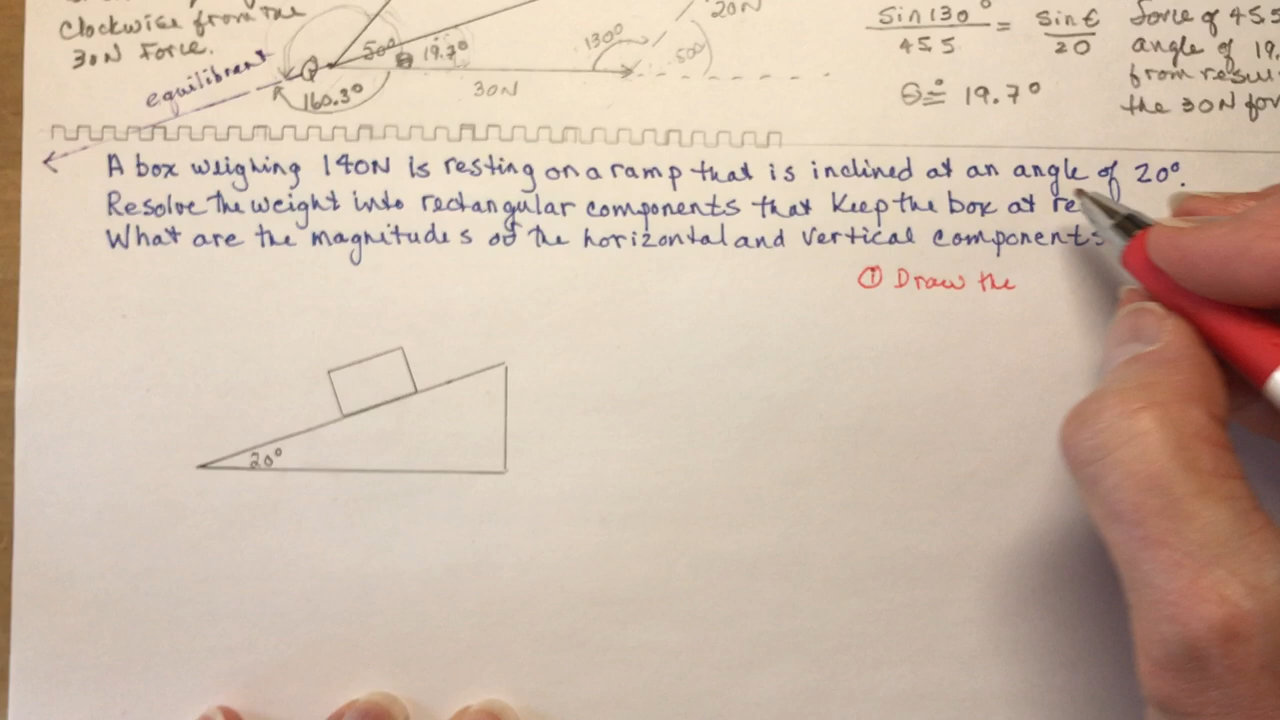 Clockwise from the
30N Force.
equilibrant
50°
19.7°
160.3°
30N
130°
50°
20N
Sin 130° = Sin θ
45.5 20
θ ≐ 19.7°
force of 45.5
angle of 19.
from resul
the 30N for
A box weighing 140N is resting on a ramp that is inclined at an angle of 20°.
Resolve the weight into rectangular components that keep the box at re
What are the magnitudes of the horizontal and vertical components
① Draw the
20°